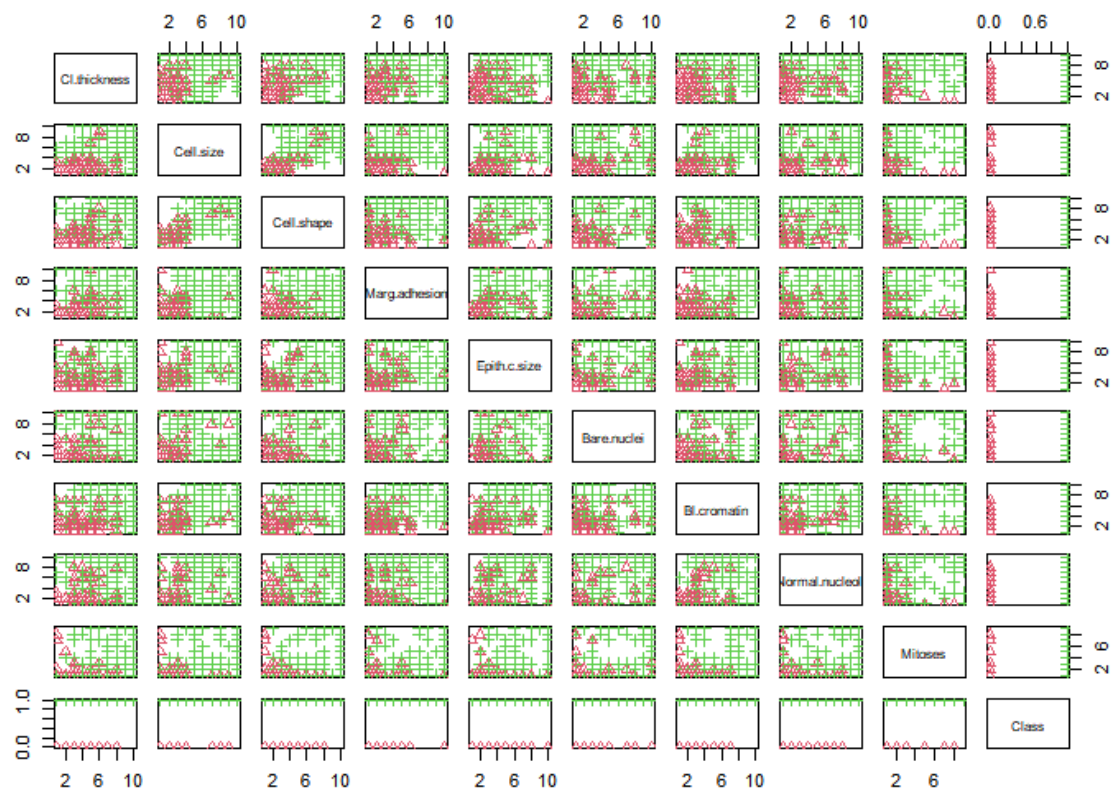 2 6 10 2 6 10 2 6 10 2 6 10 0.0 0.6
Cl.thickness 2 8
2 8 Cell.size
Cell.shape 2 8
2 8 Marg.adhesion
Epith.c.size 2 8
2 8 Bare.nuclei
Bl.cromatin 2 8
2 8 Normal.nucleoli
Mitoses 2 6
0.0 1.0 Class
2 6 10 2 6 10 2 6 10 2 6 10 2 6